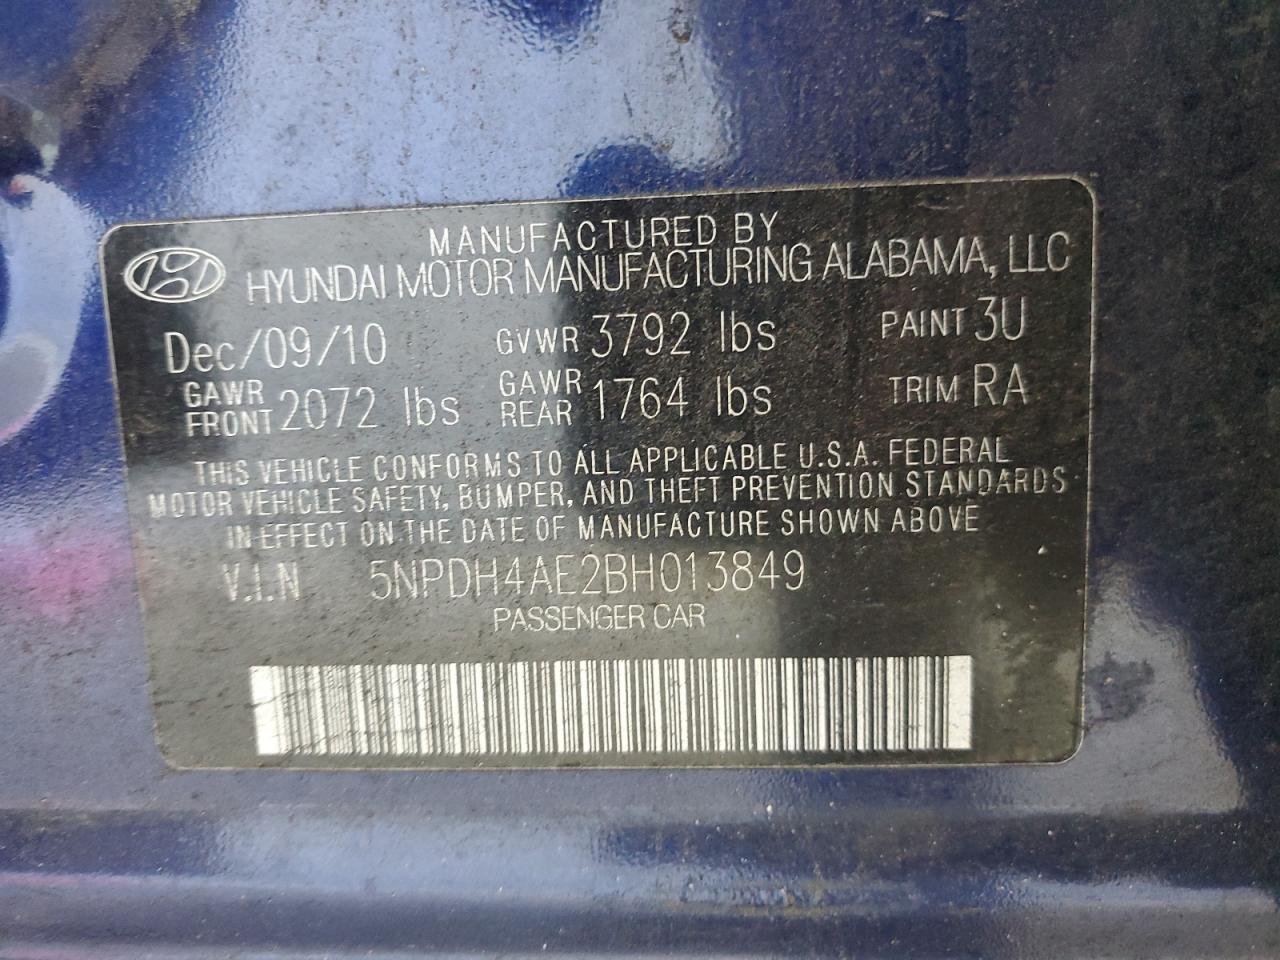 MANUFACTURED BY
HYUNDAI MOTOR MANUFACTURING ALABAMA, LLC
Dec/09/10 GVWR 3792 lbs PAINT 3U
GAWR FRONT 2072 lbs GAWR REAR 1764 lbs TRIM RA
THIS VEHICLE CONFORMS TO ALL APPLICABLE U.S.A. FEDERAL
MOTOR VEHICLE SAFETY, BUMPER, AND THEFT PREVENTION STANDARDS
IN EFFECT ON THE DATE OF MANUFACTURE SHOWN ABOVE
V.I.N 5NPDH4AE2BH013849
PASSENGER CAR